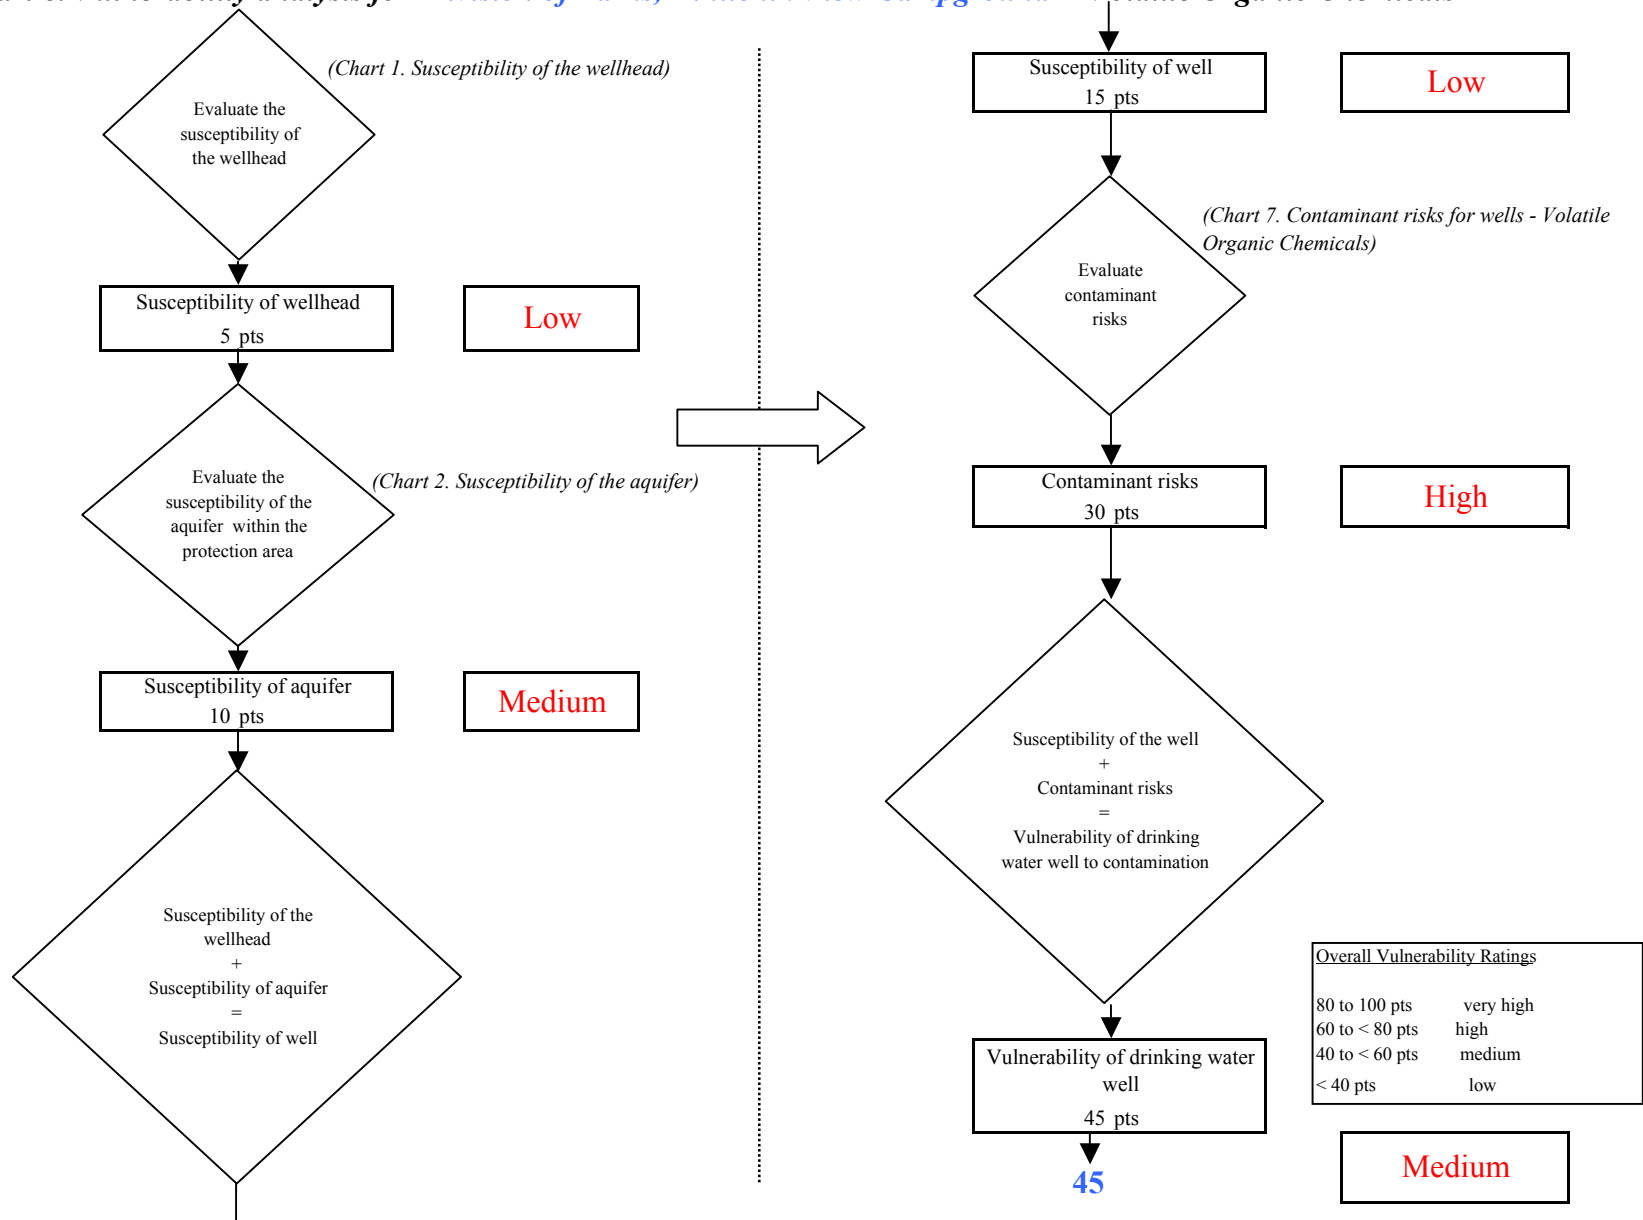 (Chart 1. Susceptibility of the wellhead)
Evaluate the
susceptibility of
the wellhead
Susceptibility of wellhead
5 pts
Low
Evaluate the
susceptibility of the
aquifer within the
protection area
(Chart 2. Susceptibility of the aquifer)
Susceptibility of aquifer
10 pts
Medium
Susceptibility of the
wellhead
+
Susceptibility of aquifer
=
Susceptibility of well
Susceptibility of well
15 pts
Low
(Chart 7. Contaminant risks for wells - Volatile
Organic Chemicals)
Evaluate
contaminant
risks
Contaminant risks
30 pts
High
Susceptibility of the well
+
Contaminant risks
=
Vulnerability of drinking
water well to contamination
Overall Vulnerability Ratings
80 to 100 pts very high
60 to < 80 pts high
40 to < 60 pts medium
< 40 pts low
Vulnerability of drinking water
well
45 pts
45
Medium